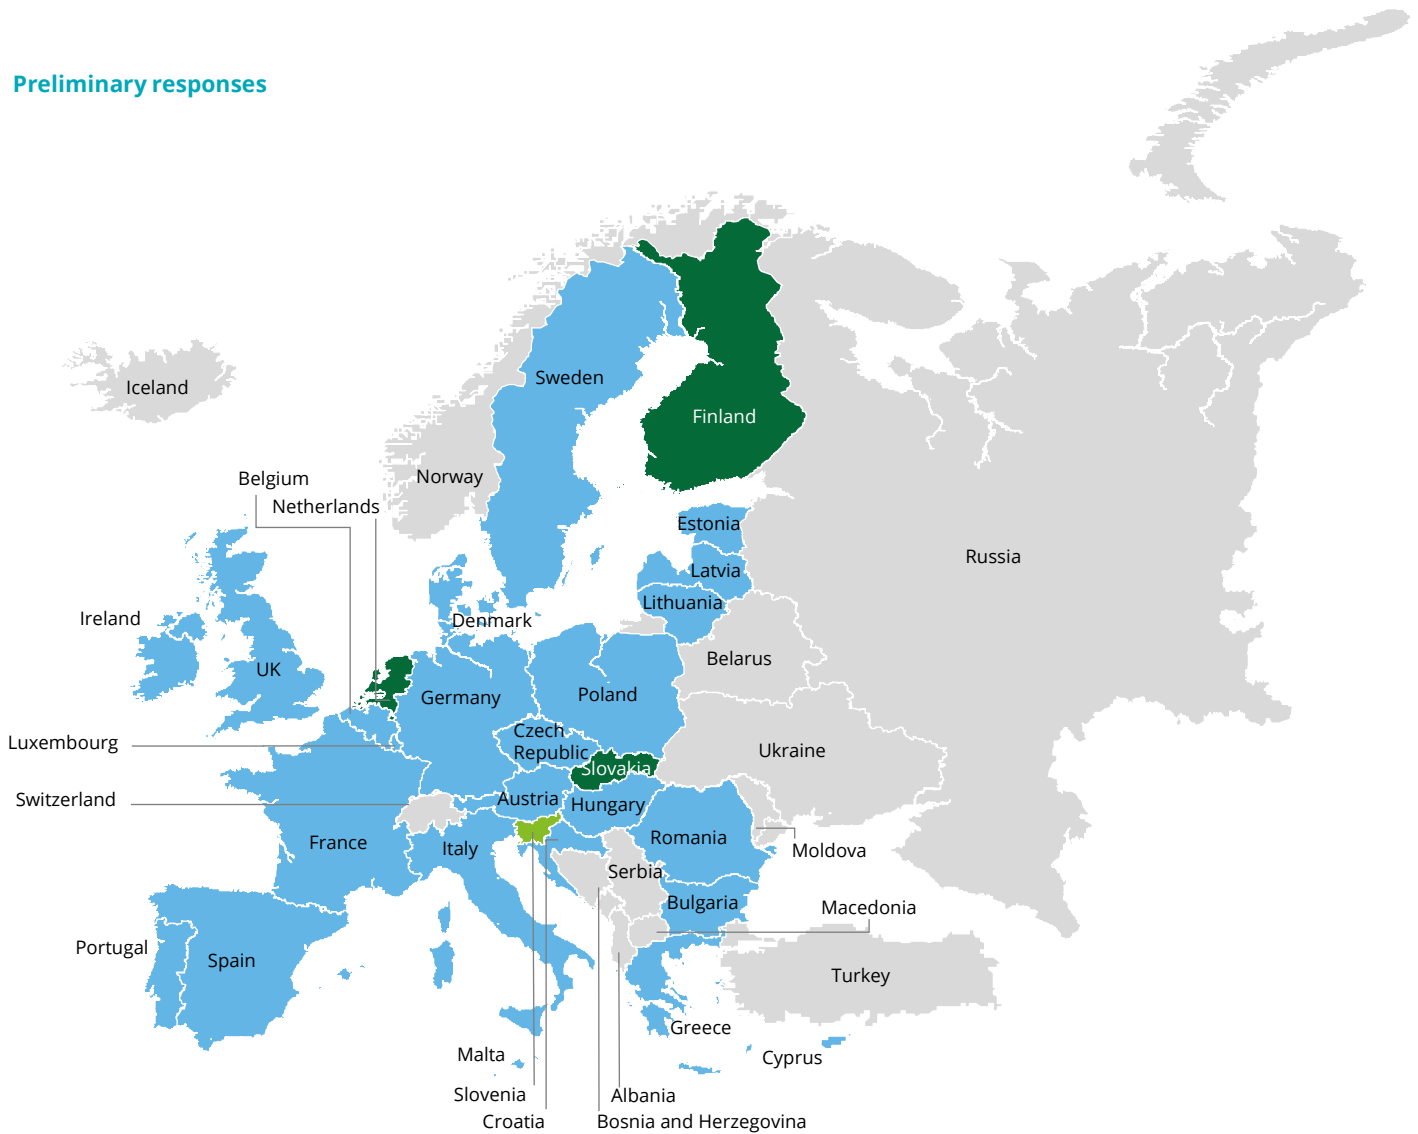 Preliminary responses
Iceland
Sweden
Finland
Norway
Belgium
Netherlands
Estonia
Russia
Latvia
Lithuania
Ireland
Denmark
Belarus
UK
Germany
Poland
Czech
Republic
Luxembourg
Ukraine
Slovakia
Switzerland
Austria
Hungary
France
Italy
Romania
Moldova
Serbia
Bulgaria
Macedonia
Portugal
Spain
Turkey
Greece
Malta
Cyprus
Slovenia
Albania
Croatia
Bosnia and Herzegovina